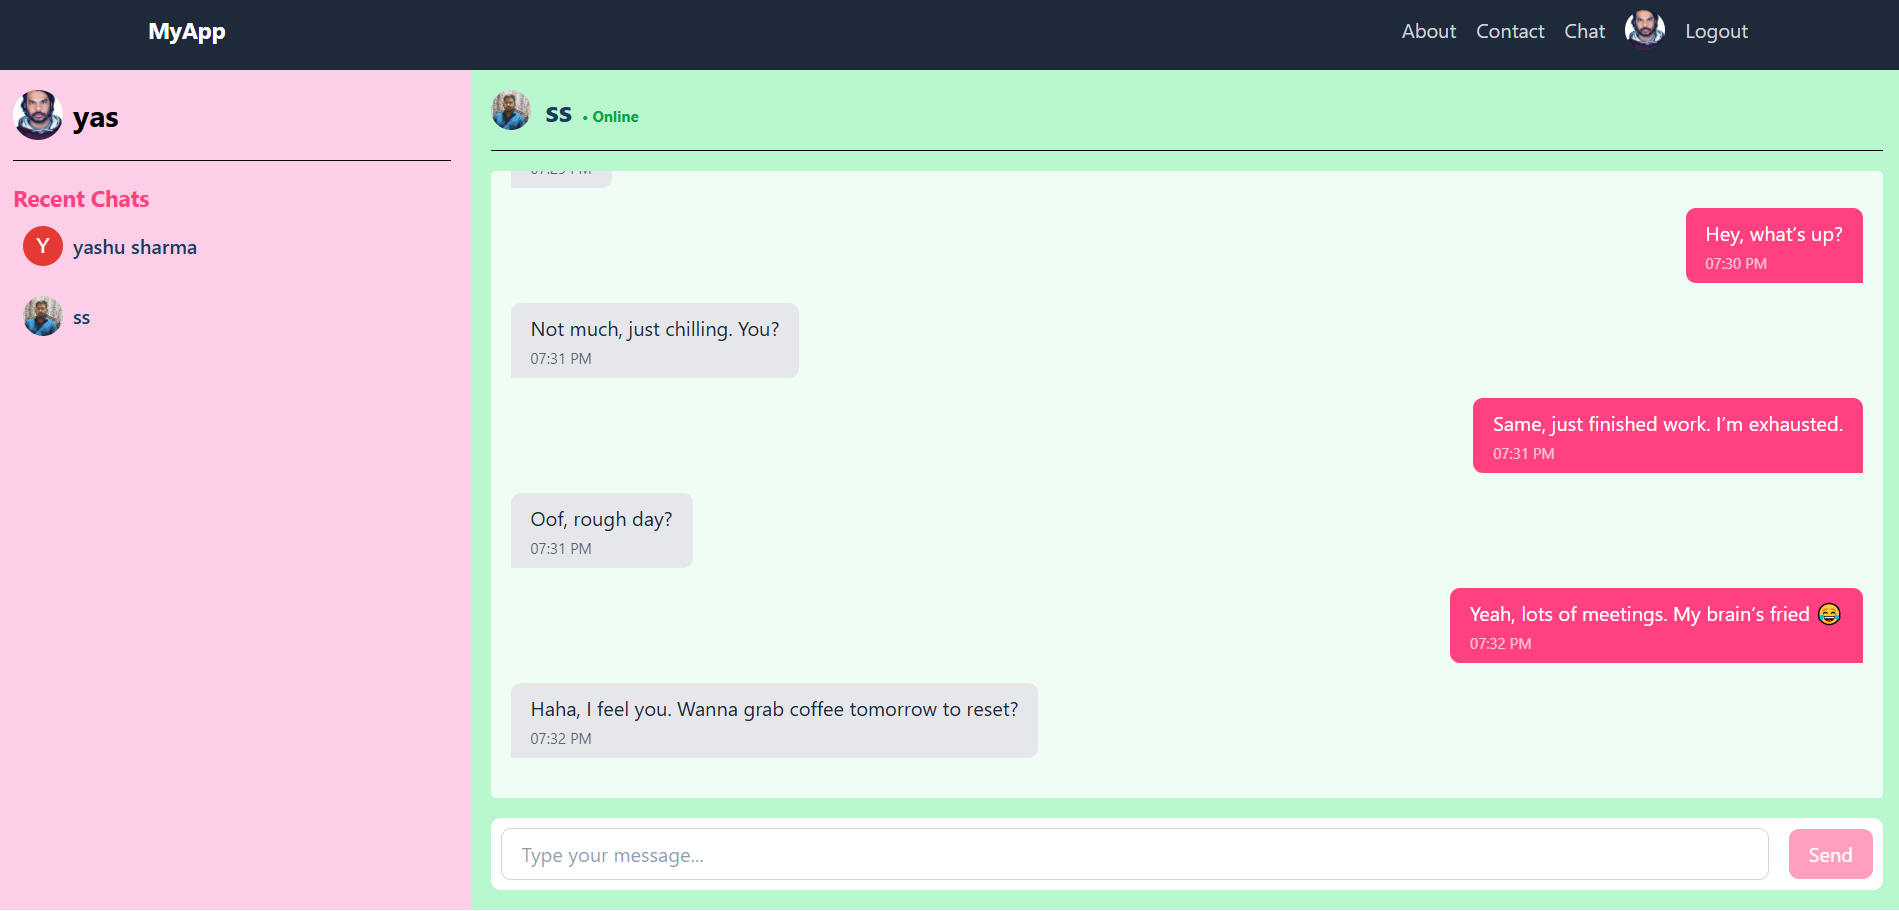 MyApp
About
Contact
Chat
Logout
yas
Recent Chats
Y
yashu sharma
ss
ss
• Online
Hey, what’s up?
07:30 PM
Not much, just chilling. You?
07:31 PM
Same, just finished work. I’m exhausted.
07:31 PM
Oof, rough day?
07:31 PM
Yeah, lots of meetings. My brain’s fried 😂
07:32 PM
Haha, I feel you. Wanna grab coffee tomorrow to reset?
07:32 PM
Type your message...
Send